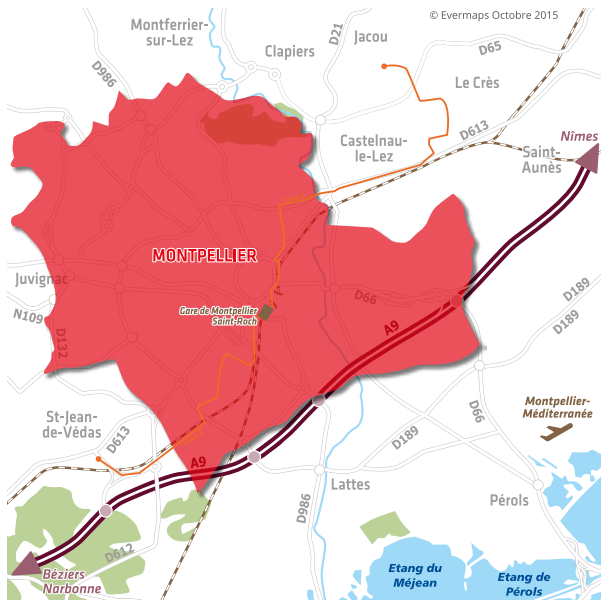 © Evermaps Octobre 2015
Montferrier-
sur-Lez
D21
Jacou
Clapiers
D65
D986
Le Crès
D613
Nîmes
Castelnau-
le-Lez
Saint-
Aunès
MONTPELLIER
Juvignac
D66
D189
Gare de Montpellier
Saint-Roch
N109
A9
D189
D132
Montpellier-
Méditerranée
D66
St-Jean-
de-Védas
D613
D189
A9
Lattes
Pérols
D986
D612
Béziers
Narbonne
Etang du
Méjean
Etang de
Pérols